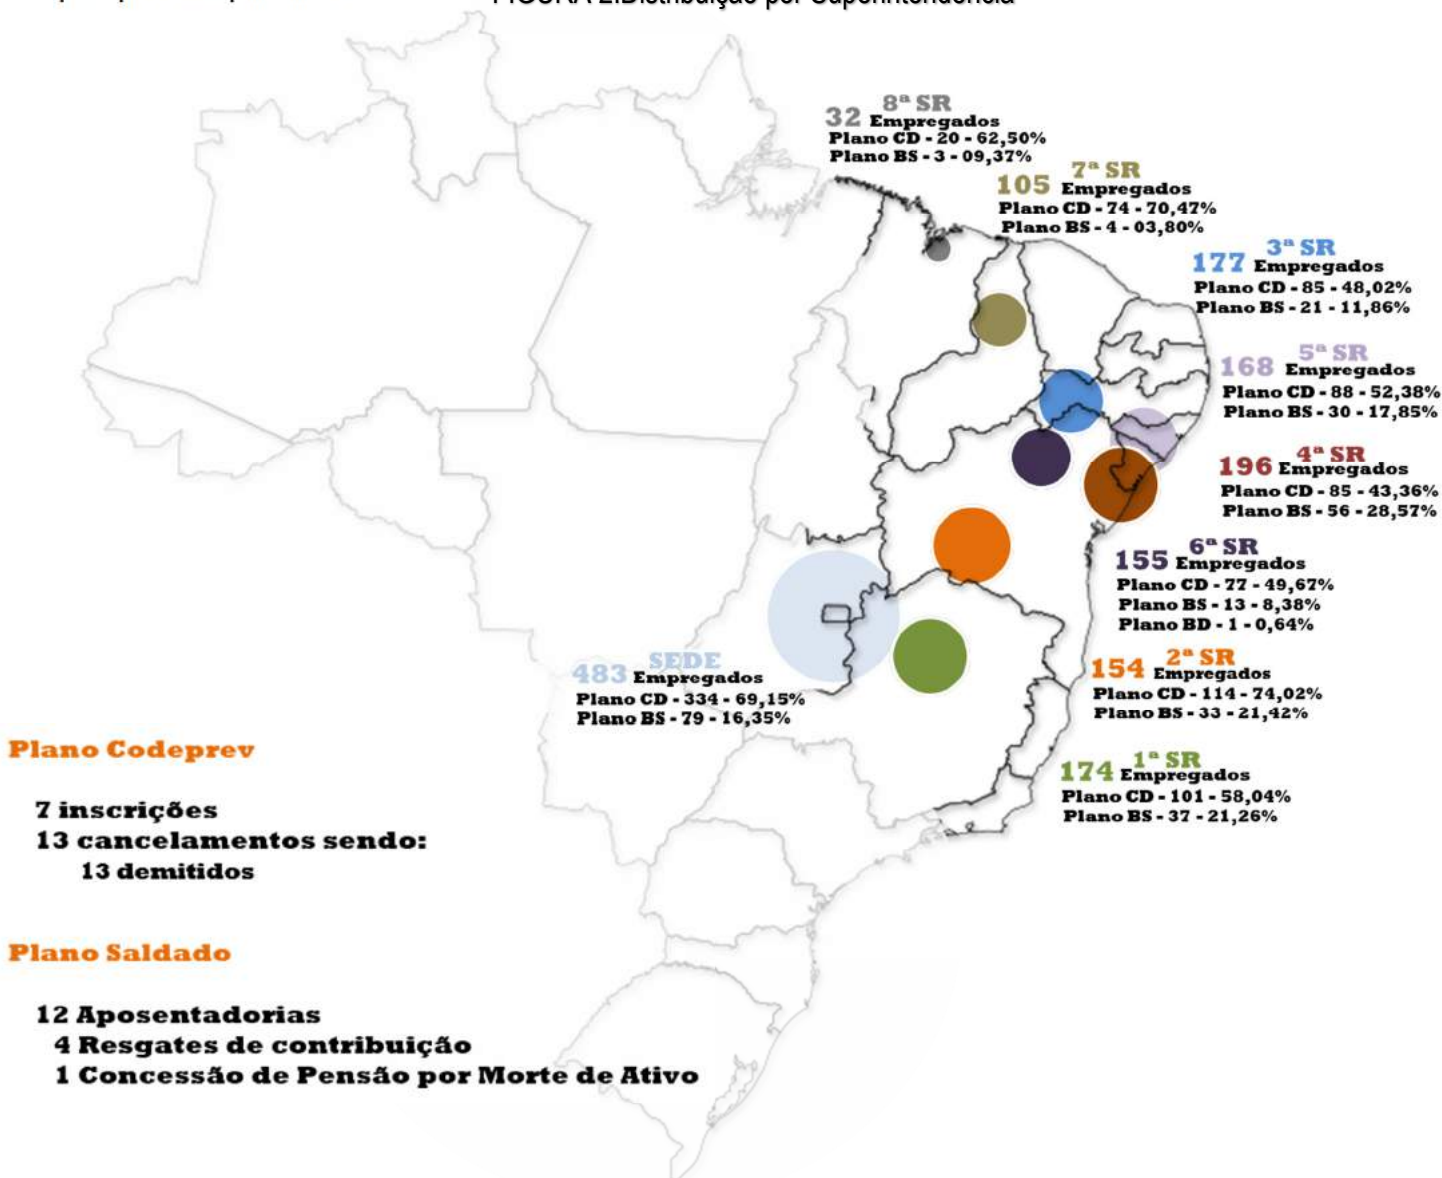 FIGURA 2:Distribuição por Superintendência
8ª SR
32 Empregados
Plano CD - 20 - 62,50%
Plano BS - 3 - 09,37%
7ª SR
105 Empregados
Plano CD - 74 - 70,47%
Plano BS - 4 - 03,80%
3ª SR
177 Empregados
Plano CD - 85 - 48,02%
Plano BS - 21 - 11,86%
5ª SR
168 Empregados
Plano CD - 88 - 52,38%
Plano BS - 30 - 17,85%
4ª SR
196 Empregados
Plano CD - 85 - 43,36%
Plano BS - 56 - 28,57%
6ª SR
155 Empregados
Plano CD - 77 - 49,67%
Plano BS - 13 - 8,38%
Plano BD - 1 - 0,64%
SEDE
483 Empregados
Plano CD - 334 - 69,15%
Plano BS - 79 - 16,35%
2ª SR
154 Empregados
Plano CD - 114 - 74,02%
Plano BS - 33 - 21,42%
1ª SR
174 Empregados
Plano CD - 101 - 58,04%
Plano BS - 37 - 21,26%
Plano Codeprev
7 inscrições
13 cancelamentos sendo:
13 demitidos
Plano Saldado
12 Aposentadorias
4 Resgates de contribuição
1 Concessão de Pensão por Morte de Ativo